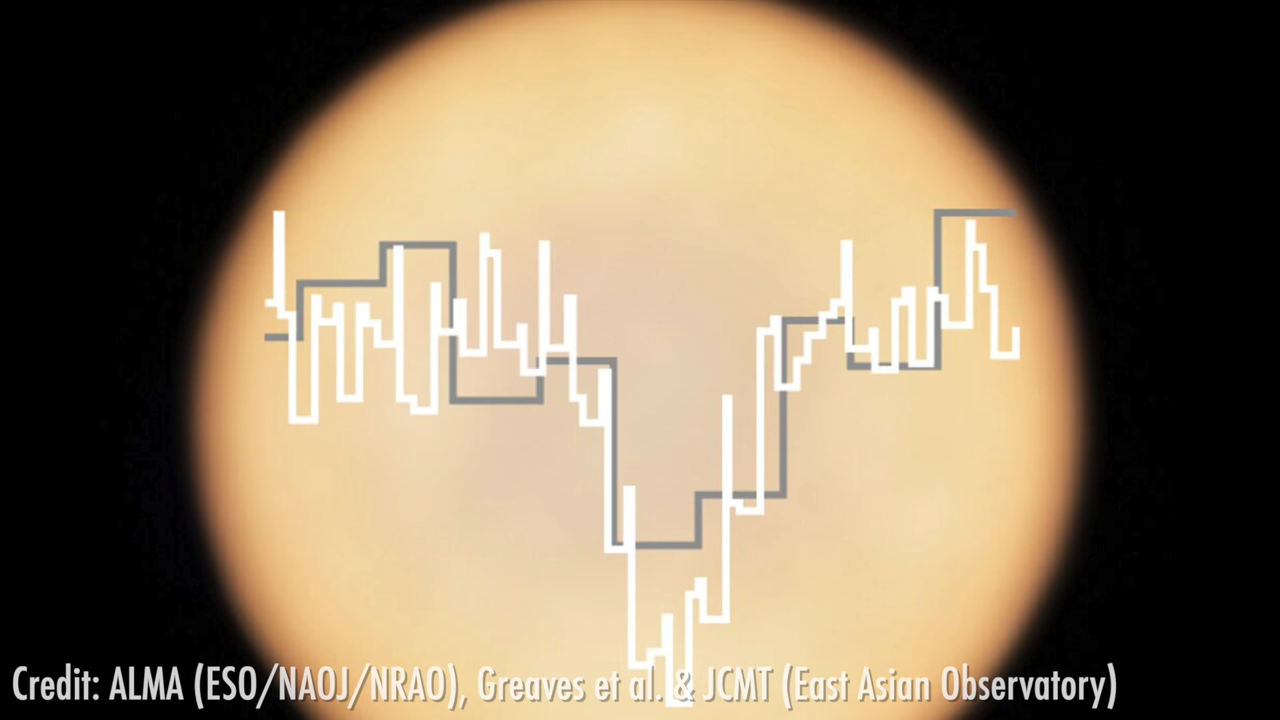 Credit: ALMA (ESO/NAOJ/NRAO), Greaves et al. & JCMT (East Asian Observatory)